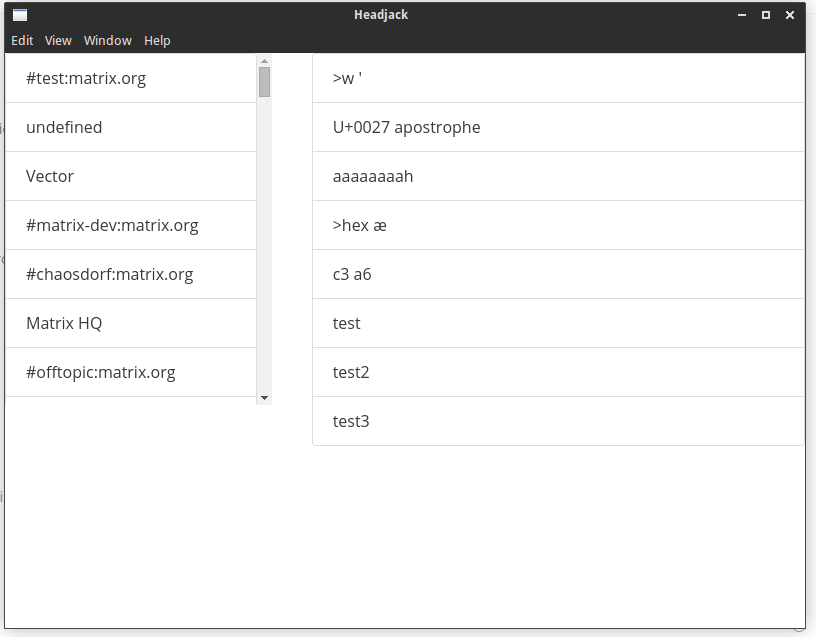 Headjack
Edit View Window Help
#test:matrix.org
undefined
Vector
#matrix-dev:matrix.org
#chaosdorf:matrix.org
Matrix HQ
#offtopic:matrix.org
>w '
U+0027 apostrophe
aaaaaaaah
>hex æ
c3 a6
test
test2
test3